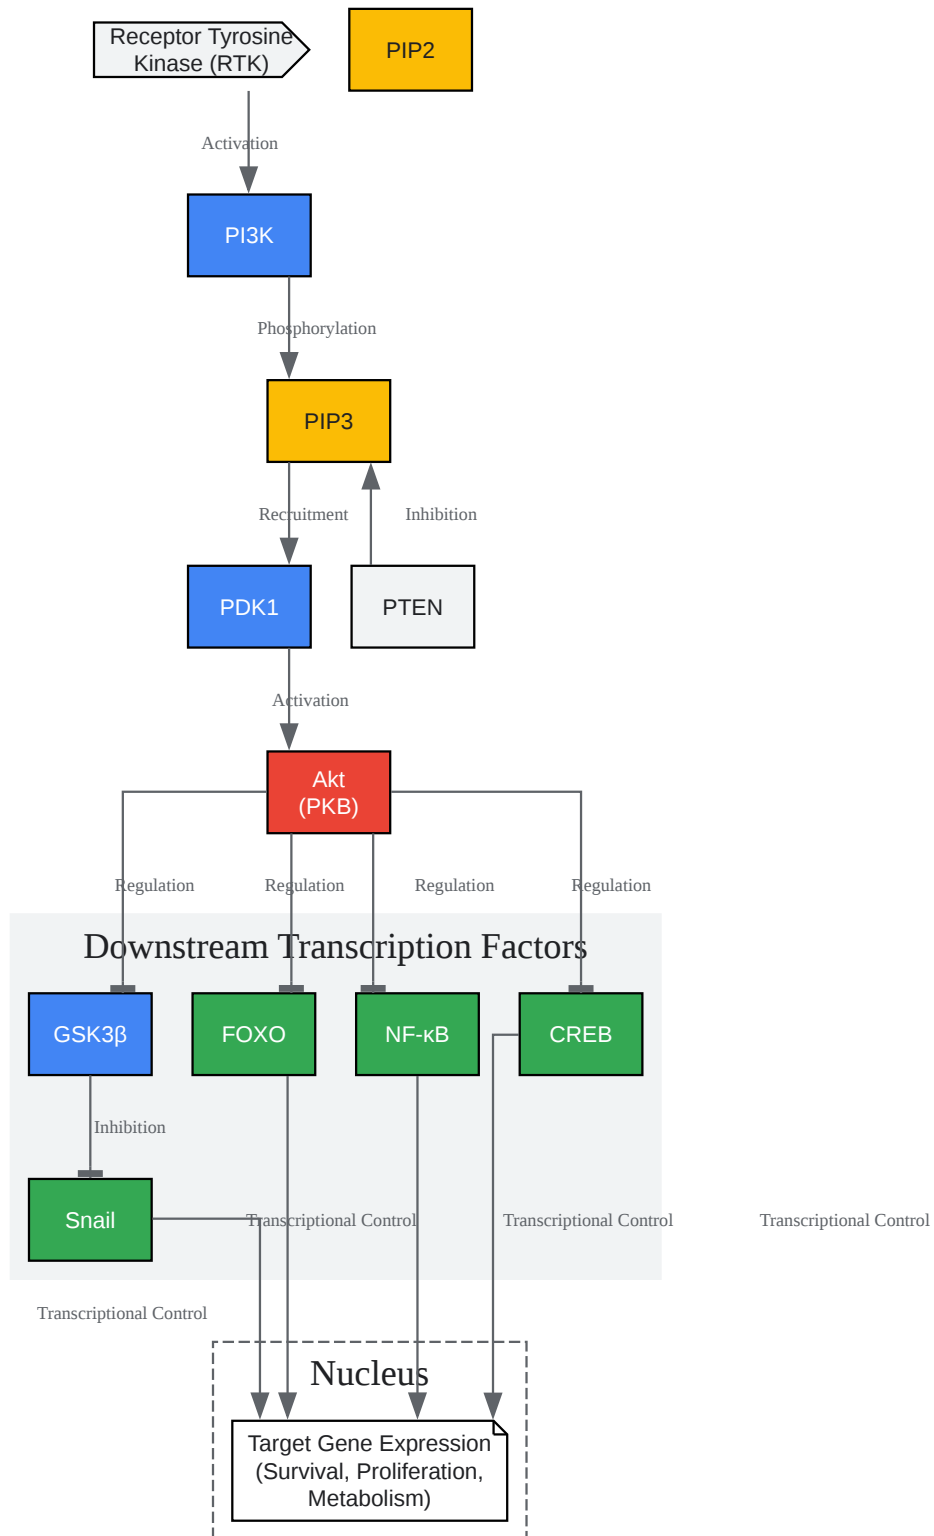 Receptor Tyrosine
Kinase (RTK)
PIP2
Activation
PI3K
Phosphorylation
PIP3
Recruitment
Inhibition
PDK1
PTEN
Activation
Akt
(PKB)
Regulation
Regulation
Regulation
Regulation
Downstream Transcription Factors
GSK3β
FOXO
NF-κB
CREB
Inhibition
Snail
Transcriptional Control
Transcriptional Control
Transcriptional Control
Transcriptional Control
Nucleus
Target Gene Expression
(Survival, Proliferation,
Metabolism)